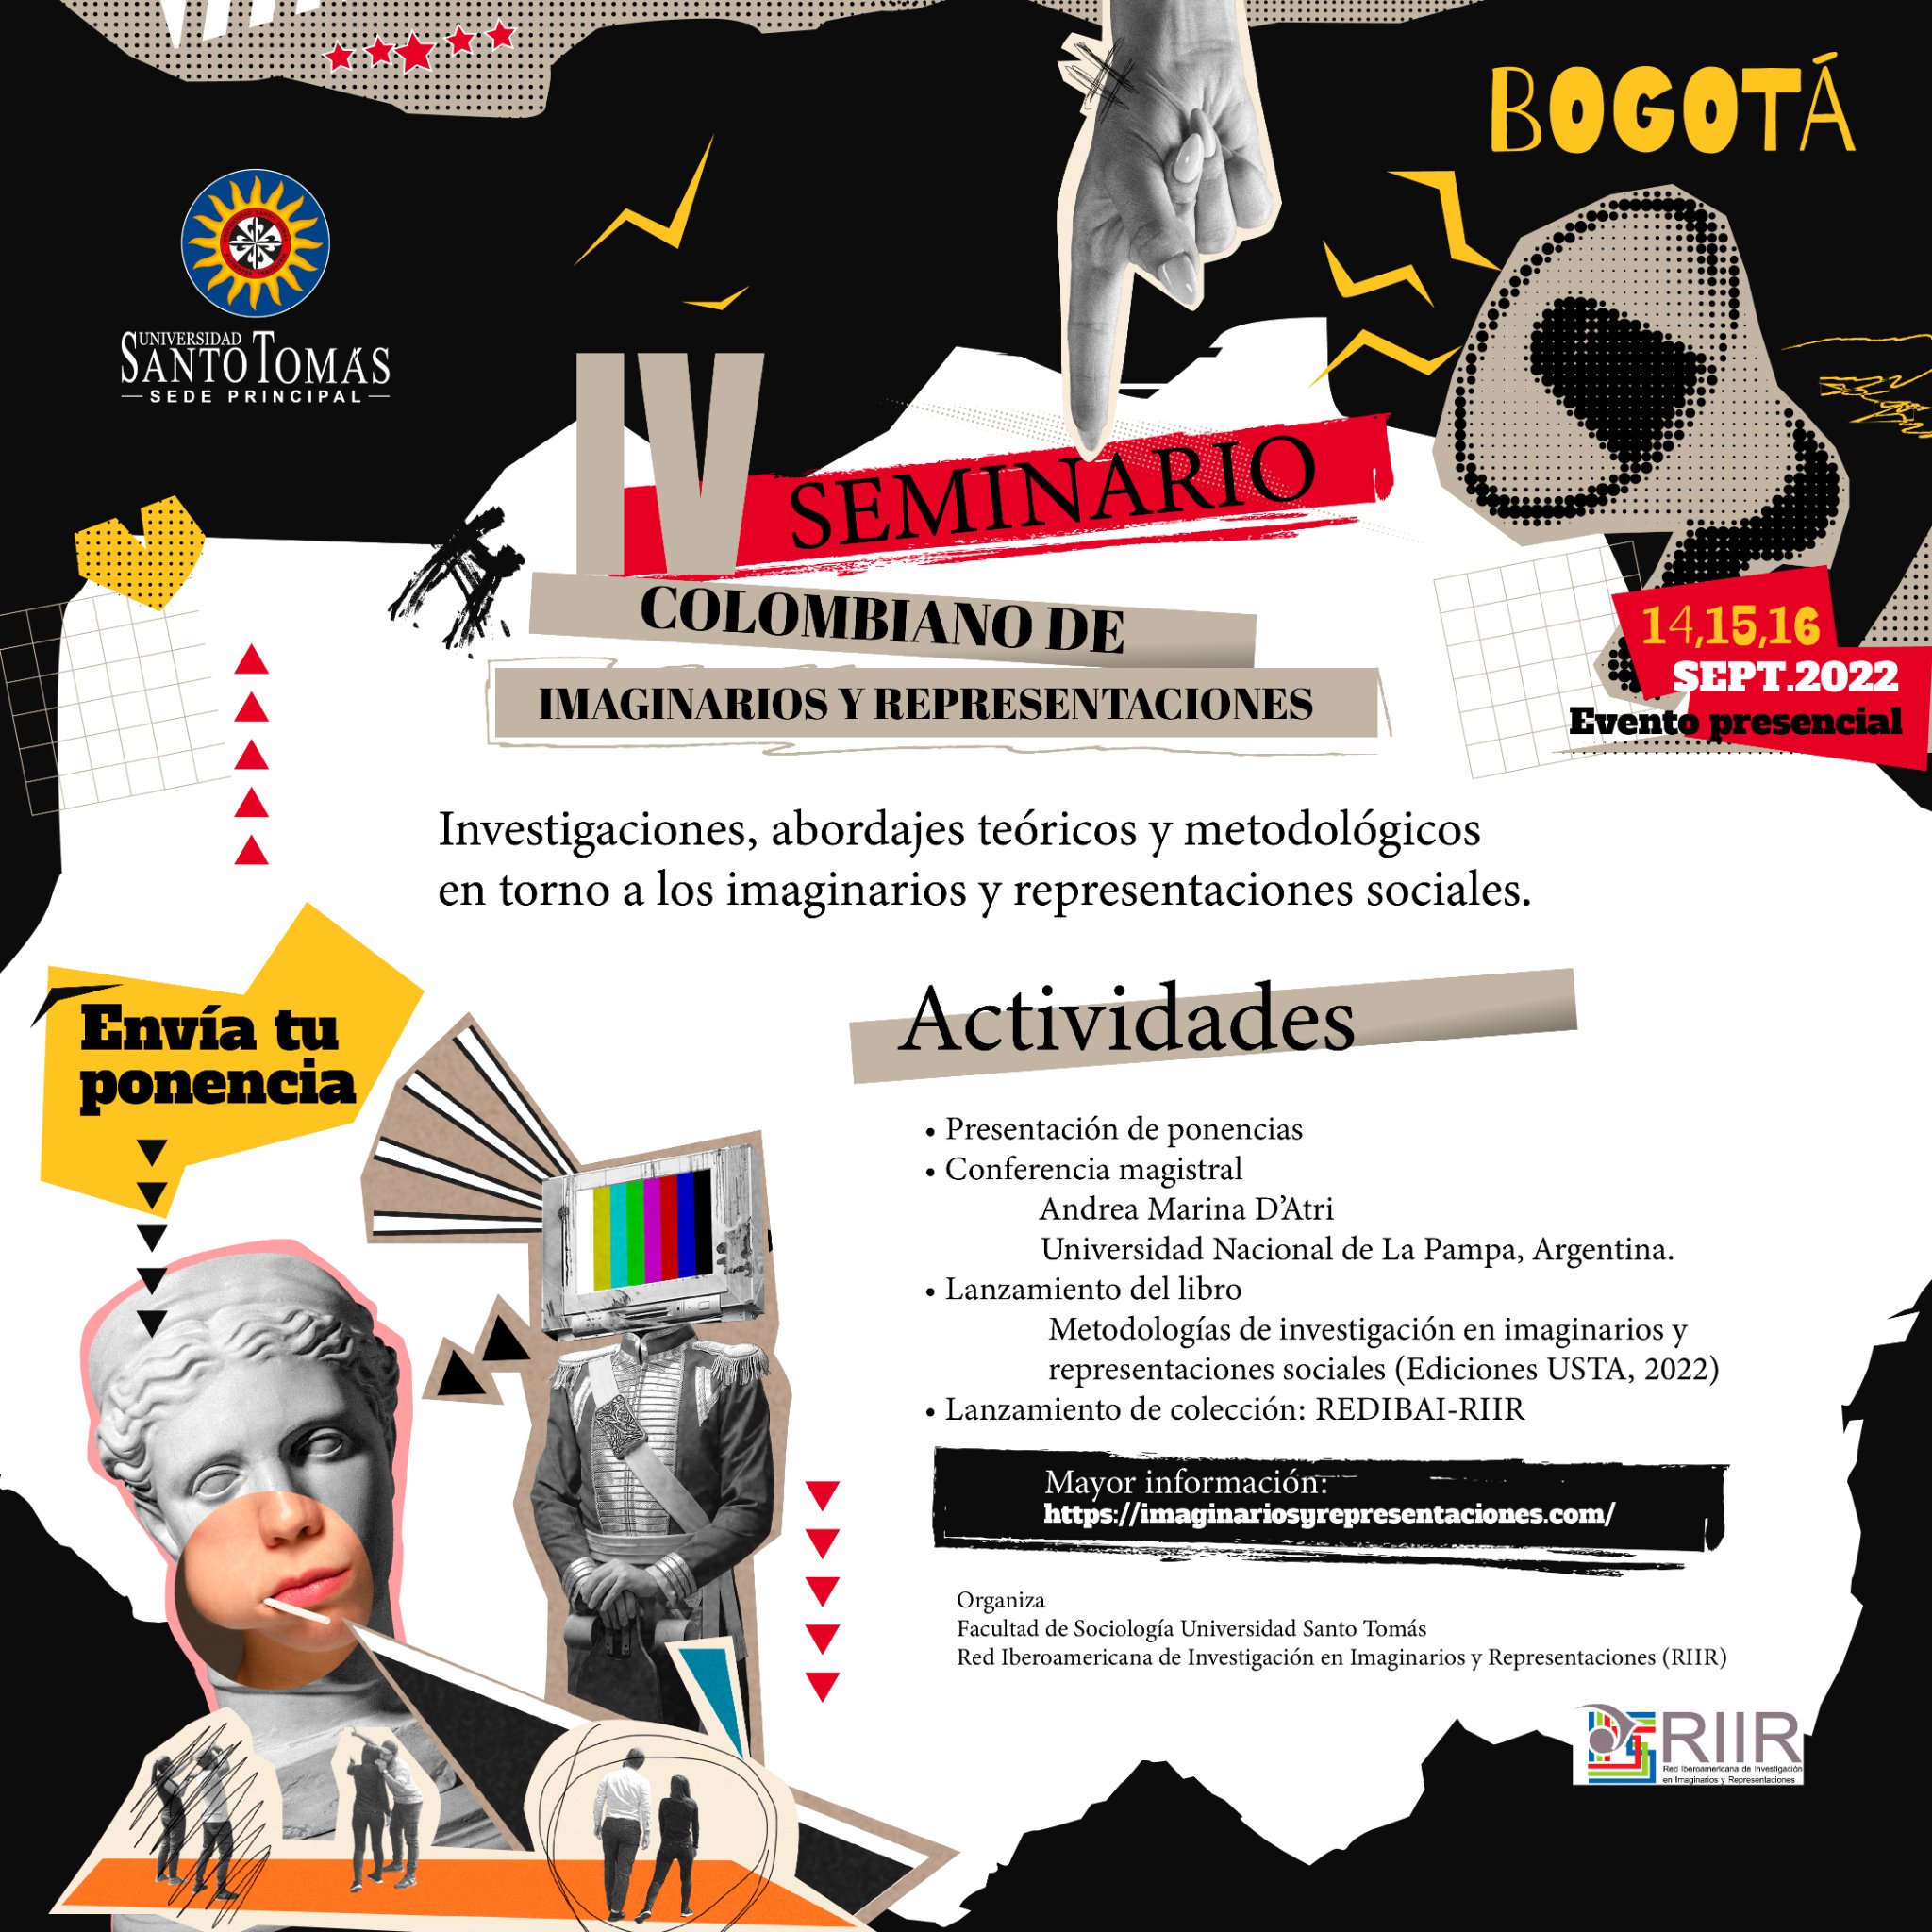 BOGOTÁ
UNIVERSIDAD
SANTO TOMÁS
SEDE PRINCIPAL
IV
SEMINARIO
COLOMBIANO DE
IMAGINARIOS Y REPRESENTACIONES
14,15,16
SEPT.2022
Evento presencial
Investigaciones, abordajes teóricos y metodológicos
en torno a los imaginarios y representaciones sociales.
Envía tu
ponencia
Actividades
• Presentación de ponencias
• Conferencia magistral
Andrea Marina D’Atri
Universidad Nacional de La Pampa, Argentina.
• Lanzamiento del libro
Metodologías de investigación en imaginarios y
representaciones sociales (Ediciones USTA, 2022)
• Lanzamiento de colección: REDIBAI-RIIR
Mayor información:
https://imaginariosyrepresentaciones.com/
Organiza
Facultad de Sociología Universidad Santo Tomás
Red Iberoamericana de Investigación en Imaginarios y Representaciones (RIIR)
RIIR
Red Iberoamericana de Investigación
en Imaginarios y Representaciones